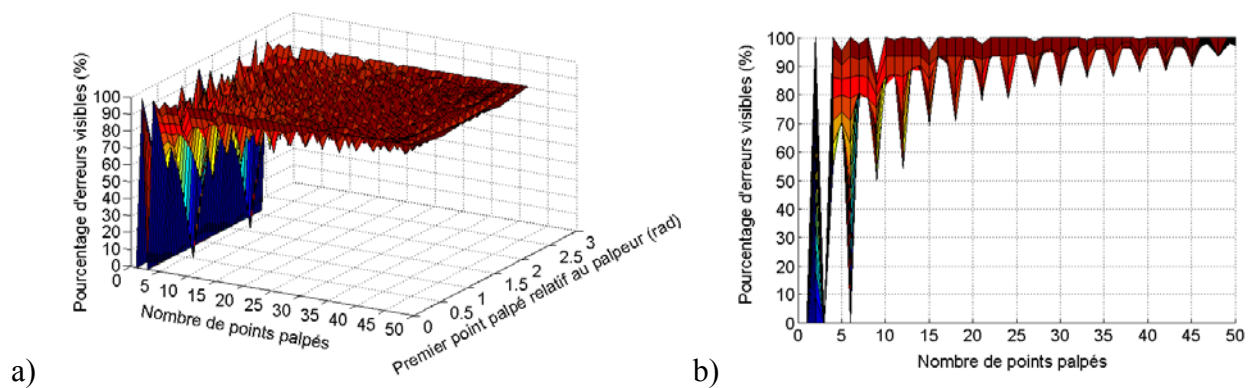 Pourcentage d'erreurs visibles (%)
100
90
80
70
60
50
40
30
20
10
0
0 5 10 15 20 25 30 35 40 45 50
Nombre de points palpés
0 0.5 1 1.5 2 2.5 3
Premier point palpé relatif au palpeur (rad)
a)
Pourcentage d'erreurs visibles (%)
100
90
80
70
60
50
40
30
20
10
0
0 5 10 15 20 25 30 35 40 45 50
Nombre de points palpés
b)